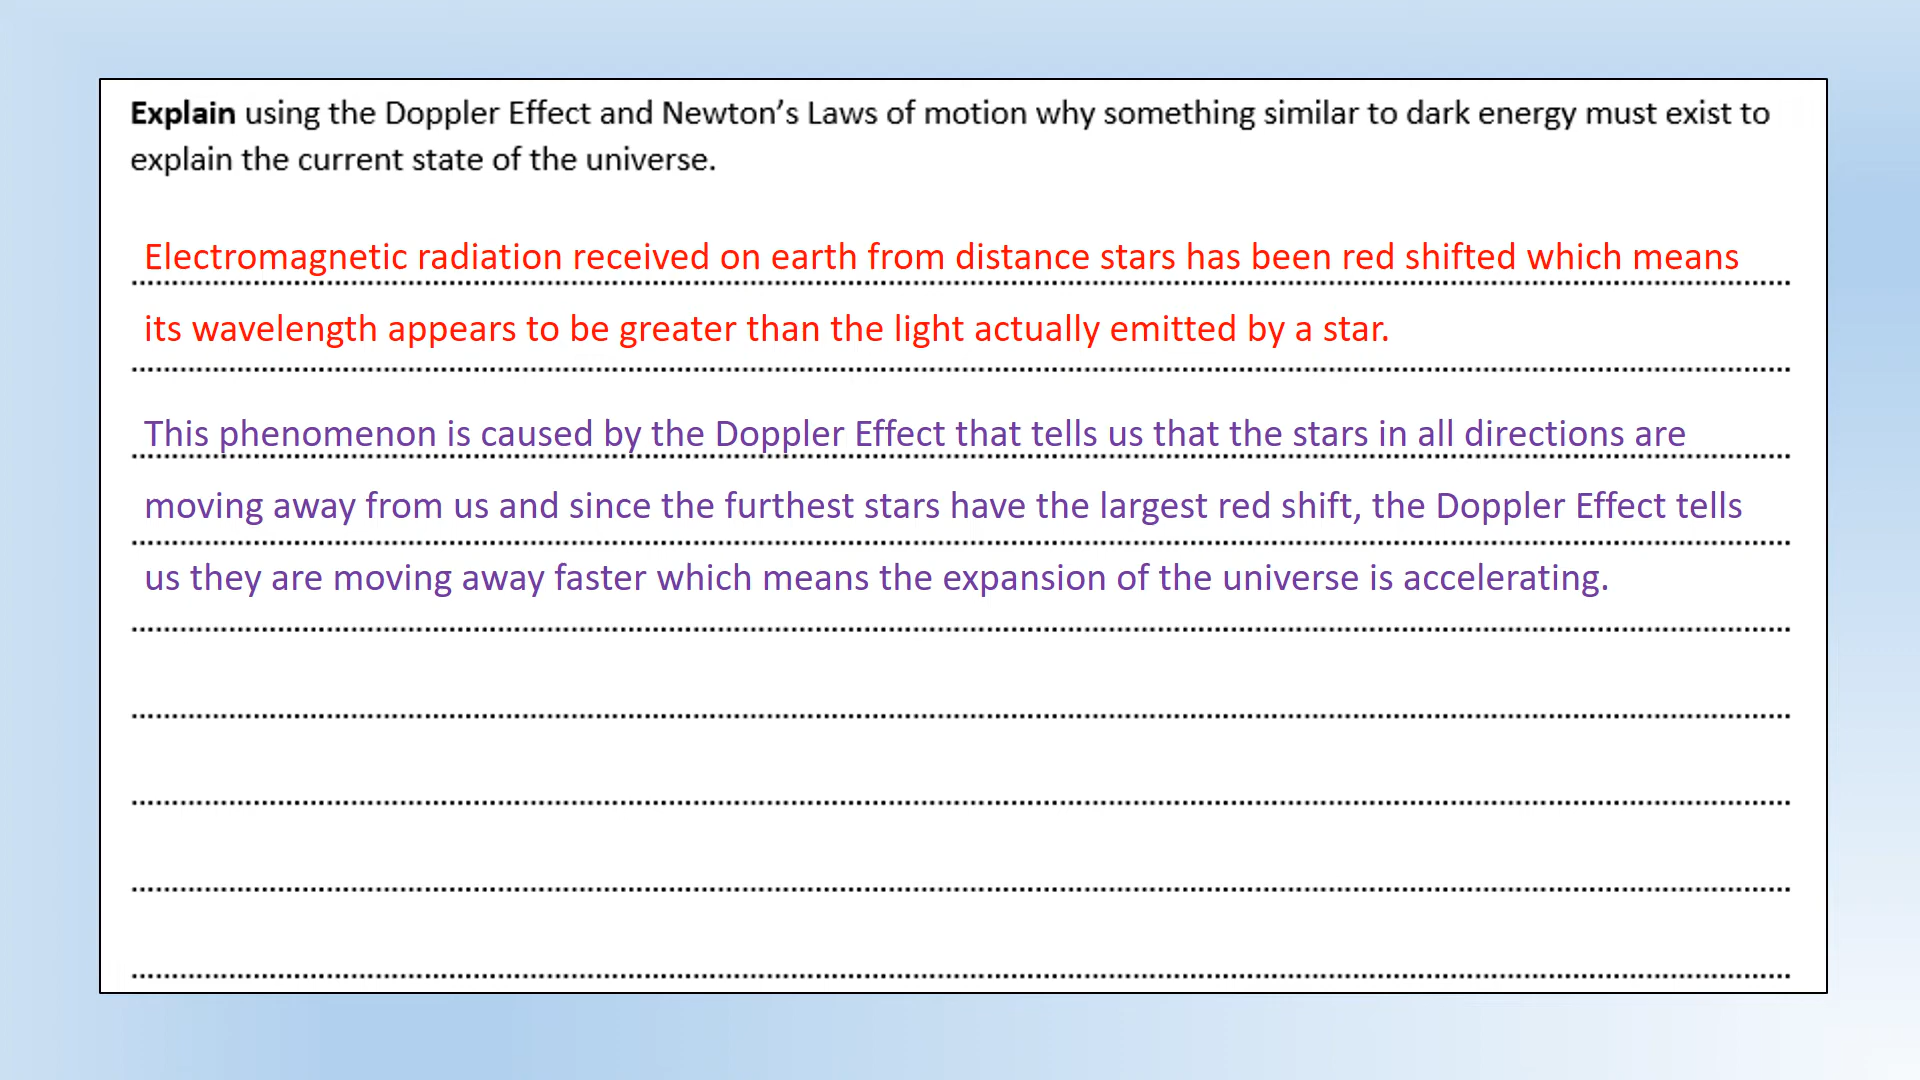 Explain using the Doppler Effect and Newton's Laws of motion why something similar to dark energy must exist to
explain the current state of the universe.
Electromagnetic radiation received on earth from distance stars has been red shifted which means
its wavelength appears to be greater than the light actually emitted by a star.
This phenomenon is caused by the Doppler Effect that tells us that the stars in all directions are
moving away from us and since the furthest stars have the largest red shift, the Doppler Effect tells
us they are moving away faster which means the expansion of the universe is accelerating.